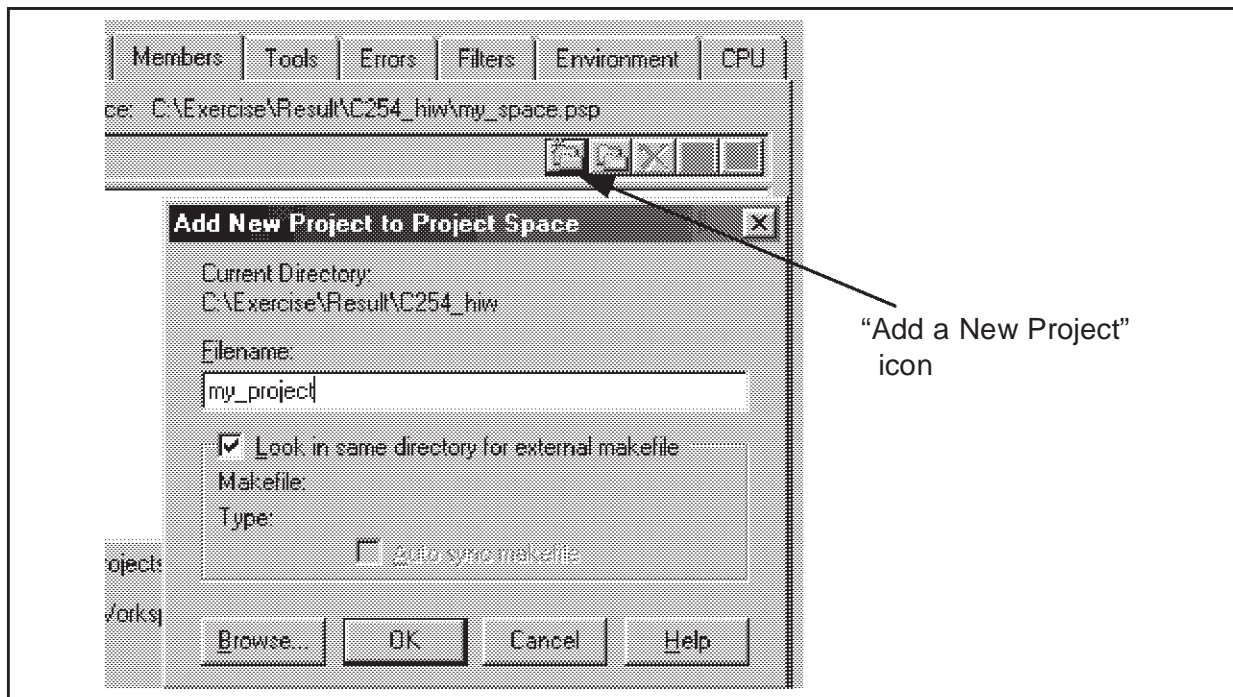 Members Tools Errors Filters Environment CPU
ce: C:\Exercise\Result\C254_hiw\my_space.psp
Add New Project to Project Space
Current Directory:
C:\Exercise\Result\C254_hiw
Filename:
my_project
Look in same directory for external makefile
Makefile:
Type:
Auto sync makefile
ojects
Works
Browse... OK Cancel Help
“Add a New Project”
icon